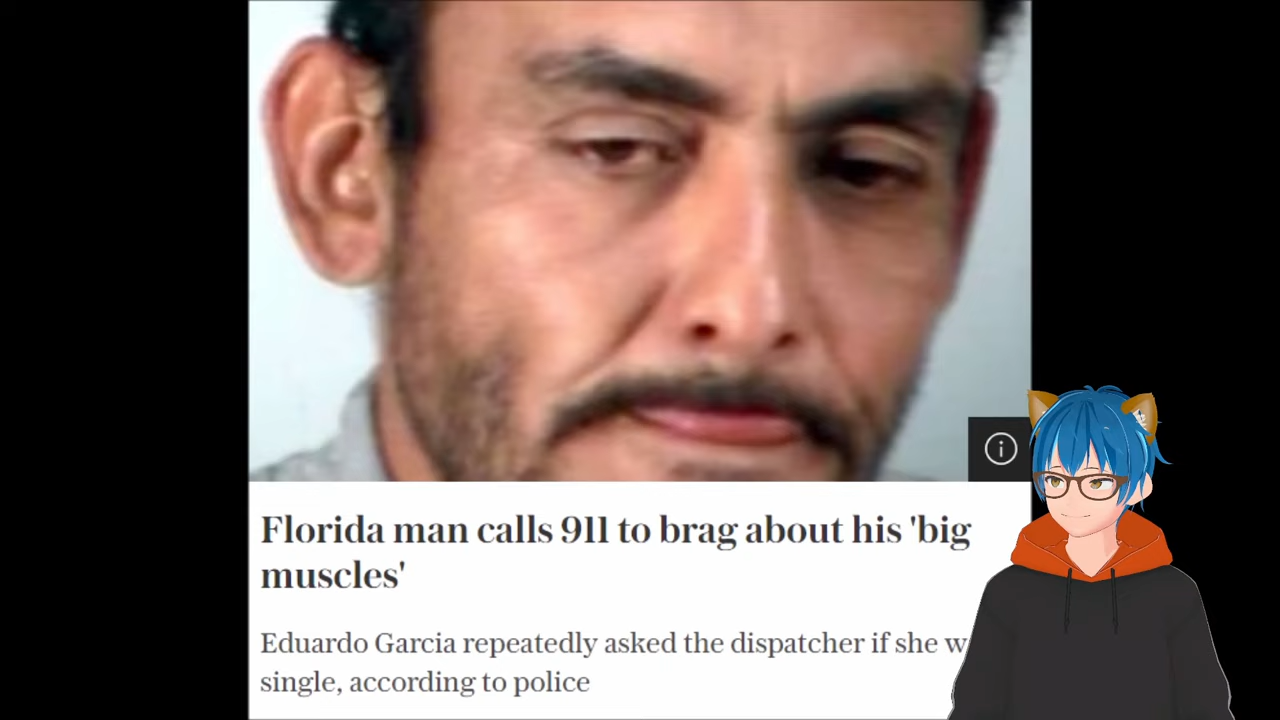 Florida man calls 911 to brag about his 'big
muscles'
Eduardo Garcia repeatedly asked the dispatcher if she
single, according to police